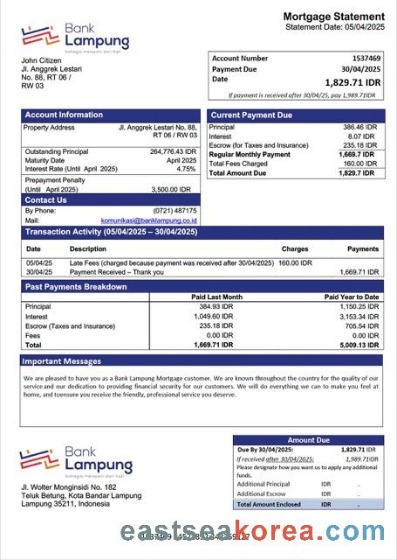 Bank
Lampung
Mortgage Statement
Statement Date: 05/04/2025
John Citizen
Jl. Anggrek Lestari
No. 88, RT 06 /
RW 03
Account Number 1537469
Payment Due 30/04/2025
Date 1,829.71 IDR
If payment is received after 30/04/25, pay 1,989.71IDR
Account Information
Property Address Jl. Anggrek Lestari No. 88,
RT 06 / RW 03
Outstanding Principal 264,776.43 IDR
Maturity Date April 2025
Interest Rate (Until April 2025) 4.75%
Prepayment Penalty
(Until April 2025) 3,500.00 IDR
Contact Us
By Phone: (0721) 487175
Mail: komunikasi@banklampung.co.id
Current Payment Due
Principal 386.46 IDR
Interest 8.07 IDR
Escrow (for Taxes and Insurance) 235.18 IDR
Regular Monthly Payment 1,669.7 IDR
Total Fees Charged 160.00 IDR
Total Amount Due 1,829.7 IDR
Transaction Activity (05/04/2025 – 30/04/2025)
Date Description Charges Payments
05/04/25 Late Fees (charged because payment was received after 30/04/2025) 160.00 IDR
30/04/25 Payment Received – Thank you 1,669.71 IDR
Past Payments Breakdown
Paid Last Month Paid Year to Date
Principal 384.93 IDR 1,150.25 IDR
Interest 1,049.60 IDR 3,153.34 IDR
Escrow (Taxes and Insurance) 235.18 IDR 705.54 IDR
Fees 0.00 IDR 0.00 IDR
Total 1,669.71 IDR 5,009.13 IDR
Important Messages
We are pleased to have you as a Bank Lampung Mortgage customer. We are known throughout the country for the quality of our
service and our dedication to providing financial security for our customers. We will do everything we can to make you feel at
home, and toensure you receive the friendly, professional service you deserve.
Bank
Lampung
Jl. Wolter Monginsidi No. 182
Teluk Betung, Kota Bandar Lampung
Lampung 35211, Indonesia
Amount Due
Due By 30/04/2025: 1,829.71 IDR
If received after 30/04/2025: 1,989.71IDR
Please designate how you want us to apply any additional
funds.
Additional Principal IDR .
Additional Escrow IDR .
Total Amount Enclosed IDR .
eastseakorea.com